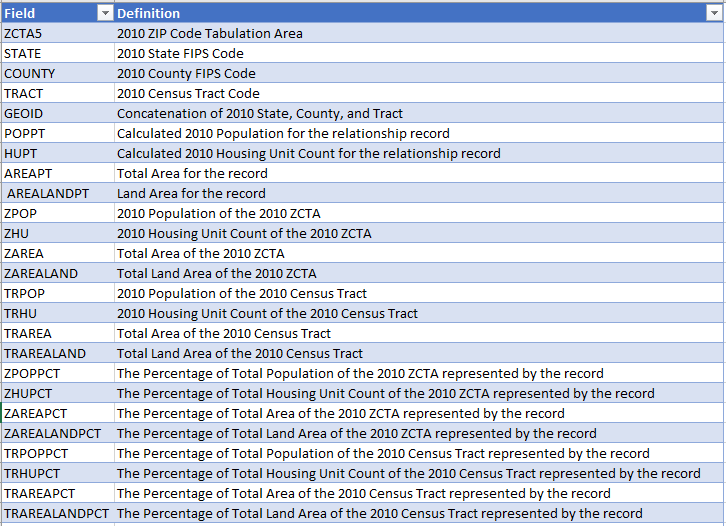 Field Definition
ZCTA5 2010 ZIP Code Tabulation Area
STATE 2010 State FIPS Code
COUNTY 2010 County FIPS Code
TRACT 2010 Census Tract Code
GEOID Concatenation of 2010 State, County, and Tract
POPPT Calculated 2010 Population for the relationship record
HUPT Calculated 2010 Housing Unit Count for the relationship record
AREAPT Total Area for the record
AREALANDPT Land Area for the record
ZPOP 2010 Population of the 2010 ZCTA
ZHU 2010 Housing Unit Count of the 2010 ZCTA
ZAREA Total Area of the 2010 ZCTA
ZAREALAND Total Land Area of the 2010 ZCTA
TRPOP 2010 Population of the 2010 Census Tract
TRHU 2010 Housing Unit Count of the 2010 Census Tract
TRAREA Total Area of the 2010 Census Tract
TRAREALAND Total Land Area of the 2010 Census Tract
ZPOPPCT The Percentage of Total Population of the 2010 ZCTA represented by the record
ZHUPCT The Percentage of Total Housing Unit Count of the 2010 ZCTA represented by the record
ZAREAPCT The Percentage of Total Area of the 2010 ZCTA represented by the record
ZAREALANDPCT The Percentage of Total Land Area of the 2010 ZCTA represented by the record
TRPOPPCT The Percentage of Total Population of the 2010 Census Tract represented by the record
TRHUPCT The Percentage of Total Housing Unit Count of the 2010 Census Tract represented by the record
TRAREAPCT The Percentage of Total Area of the 2010 Census Tract represented by the record
TRAREALANDPCT The Percentage of Total Land Area of the 2010 Census Tract represented by the record